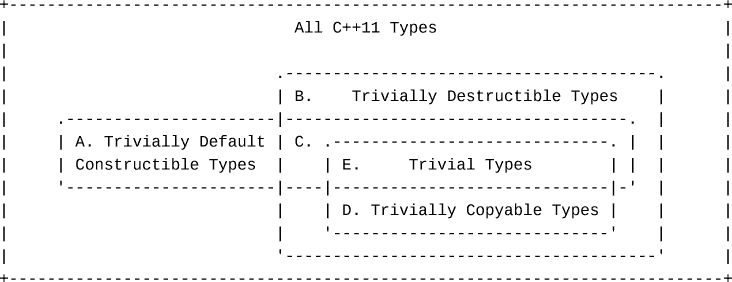 All C++11 Types
B. Trivially Destructible Types
A. Trivially Default
C.
Constructible Types
E. Trivial Types
D. Trivially Copyable Types